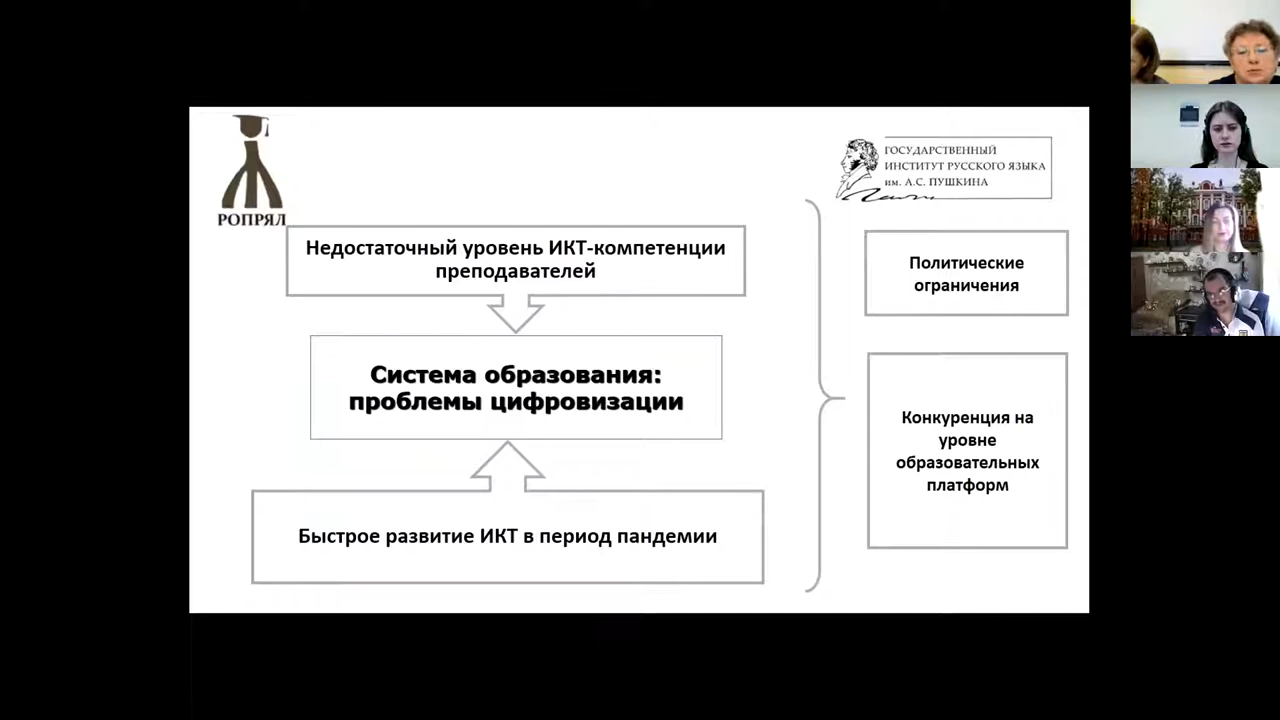 РОПРЯЛ
ГОСУДАРСТВЕННЫЙ
ИНСТИТУТ РУССКОГО ЯЗЫКА
им. А.С. ПУШКИНА
Недостаточный уровень ИКТ-компетенции
преподавателей
Система образования:
проблемы цифровизации
Быстрое развитие ИКТ в период пандемии
Политические
ограничения
Конкуренция на
уровне
образовательных
платформ